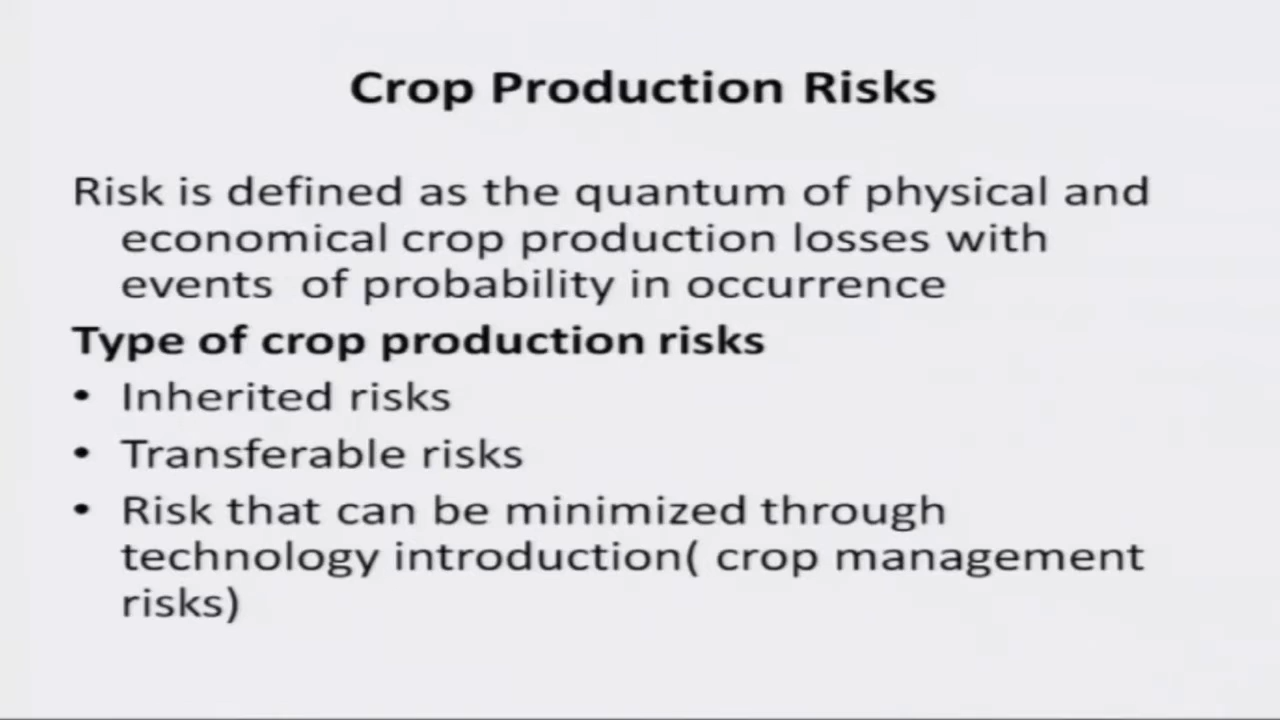 Crop Production Risks
Risk is defined as the quantum of physical and
economical crop production losses with
events of probability in occurrence
Type of crop production risks
• Inherited risks
• Transferable risks
• Risk that can be minimized through
technology introduction( crop management
risks)